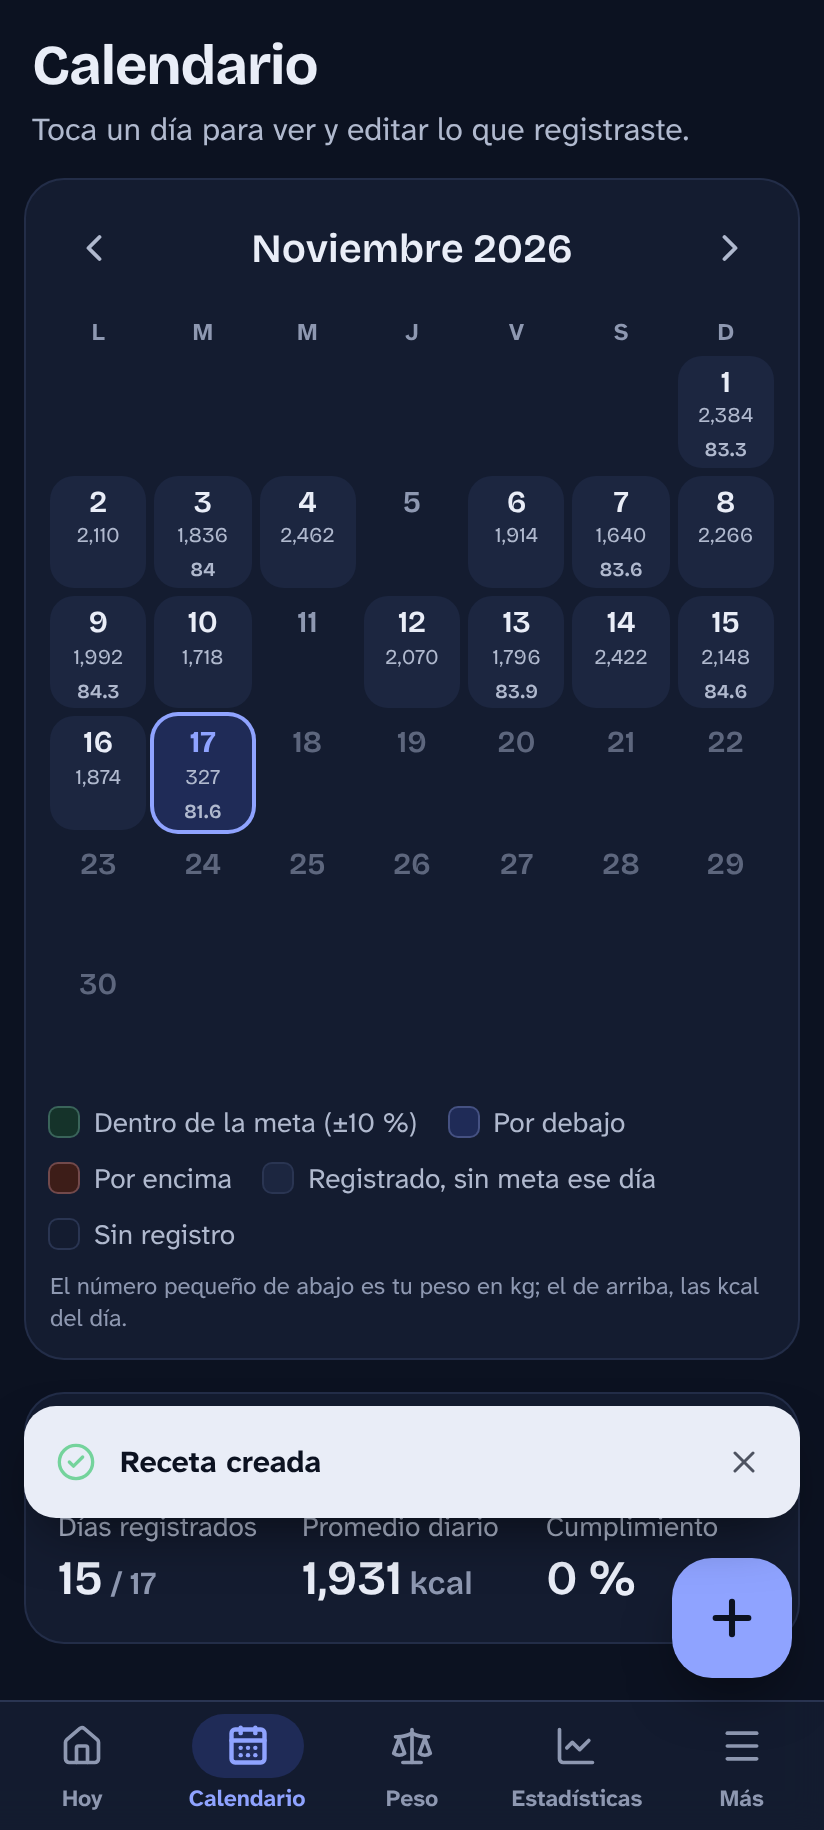 Calendario
Toca un día para ver y editar lo que registraste.
Noviembre 2026
L M M J V S D
1
2,384
83.3
2 3 4 5 6 7 8
2,110 1,836 2,462 1,914 1,640 2,266
84 83.6
9 10 11 12 13 14 15
1,992 1,718 2,070 1,796 2,422 2,148
84.3 83.9 84.6
16 17 18 19 20 21 22
1,874 327
81.6
23 24 25 26 27 28 29
30
Dentro de la meta (±10 %) Por debajo
Por encima Registrado, sin meta ese día
Sin registro
El número pequeño de abajo es tu peso en kg; el de arriba, las kcal
del día.
Receta creada
Días registrados Promedio diario Cumplimiento
15 / 17 1,931 kcal 0 %
Hoy Calendario Peso Estadísticas Más